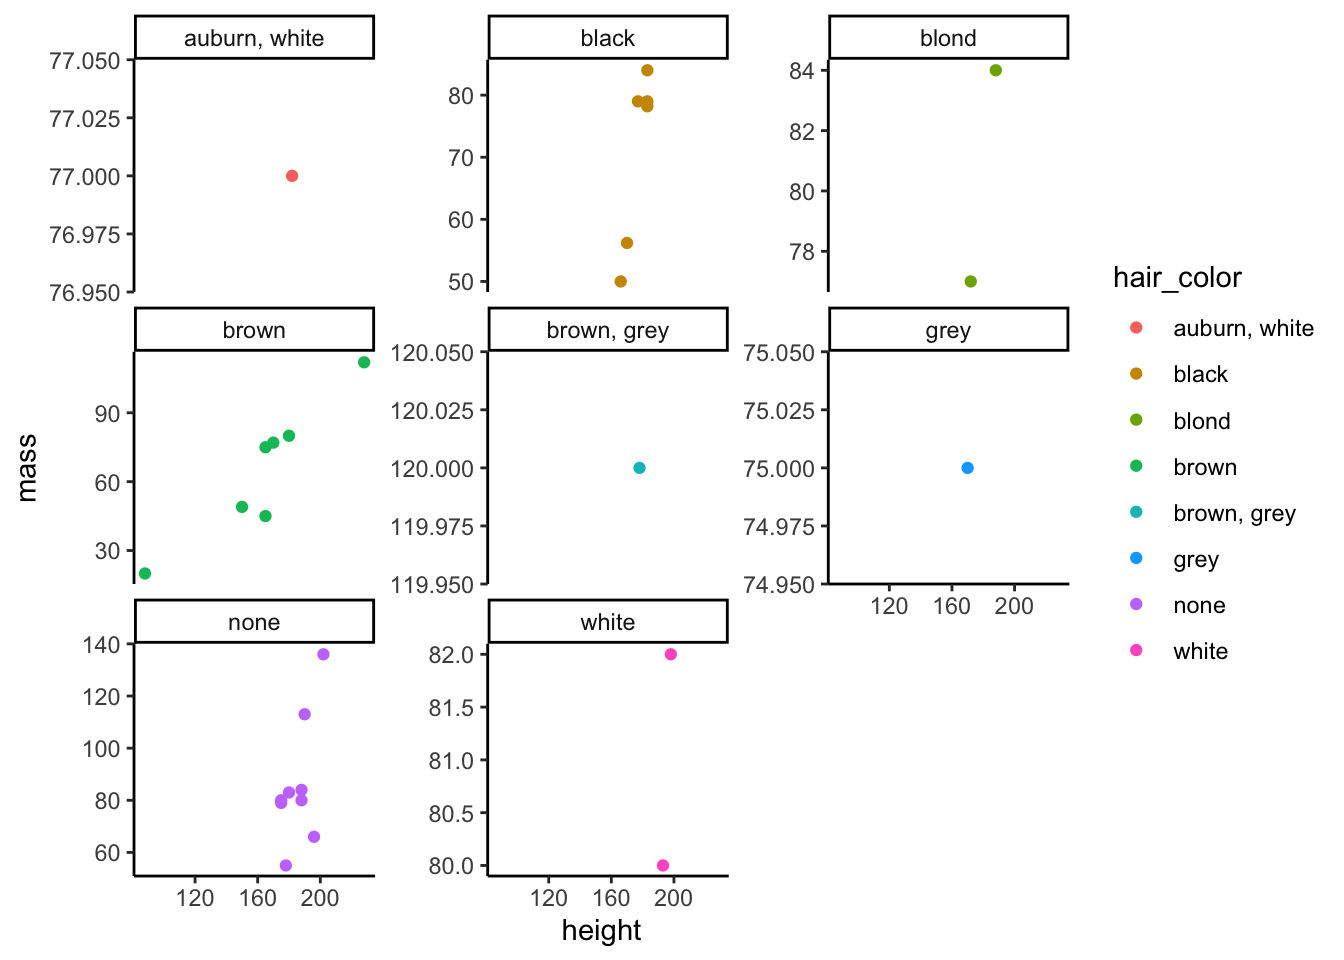 auburn, white
black
blond
77.050
77.025
77.000
76.975
76.950
80
70
60
50
84
82
80
78
brown
brown, grey
grey
90
60
30
120.050
120.025
120.000
119.975
119.950
75.050
75.025
75.000
74.975
74.950
120 160 200
none
white
140
120
100
80
60
82.0
81.5
81.0
80.5
80.0
120 160 200
120 160 200
mass
height
hair_color
auburn, white
black
blond
brown
brown, grey
grey
none
white